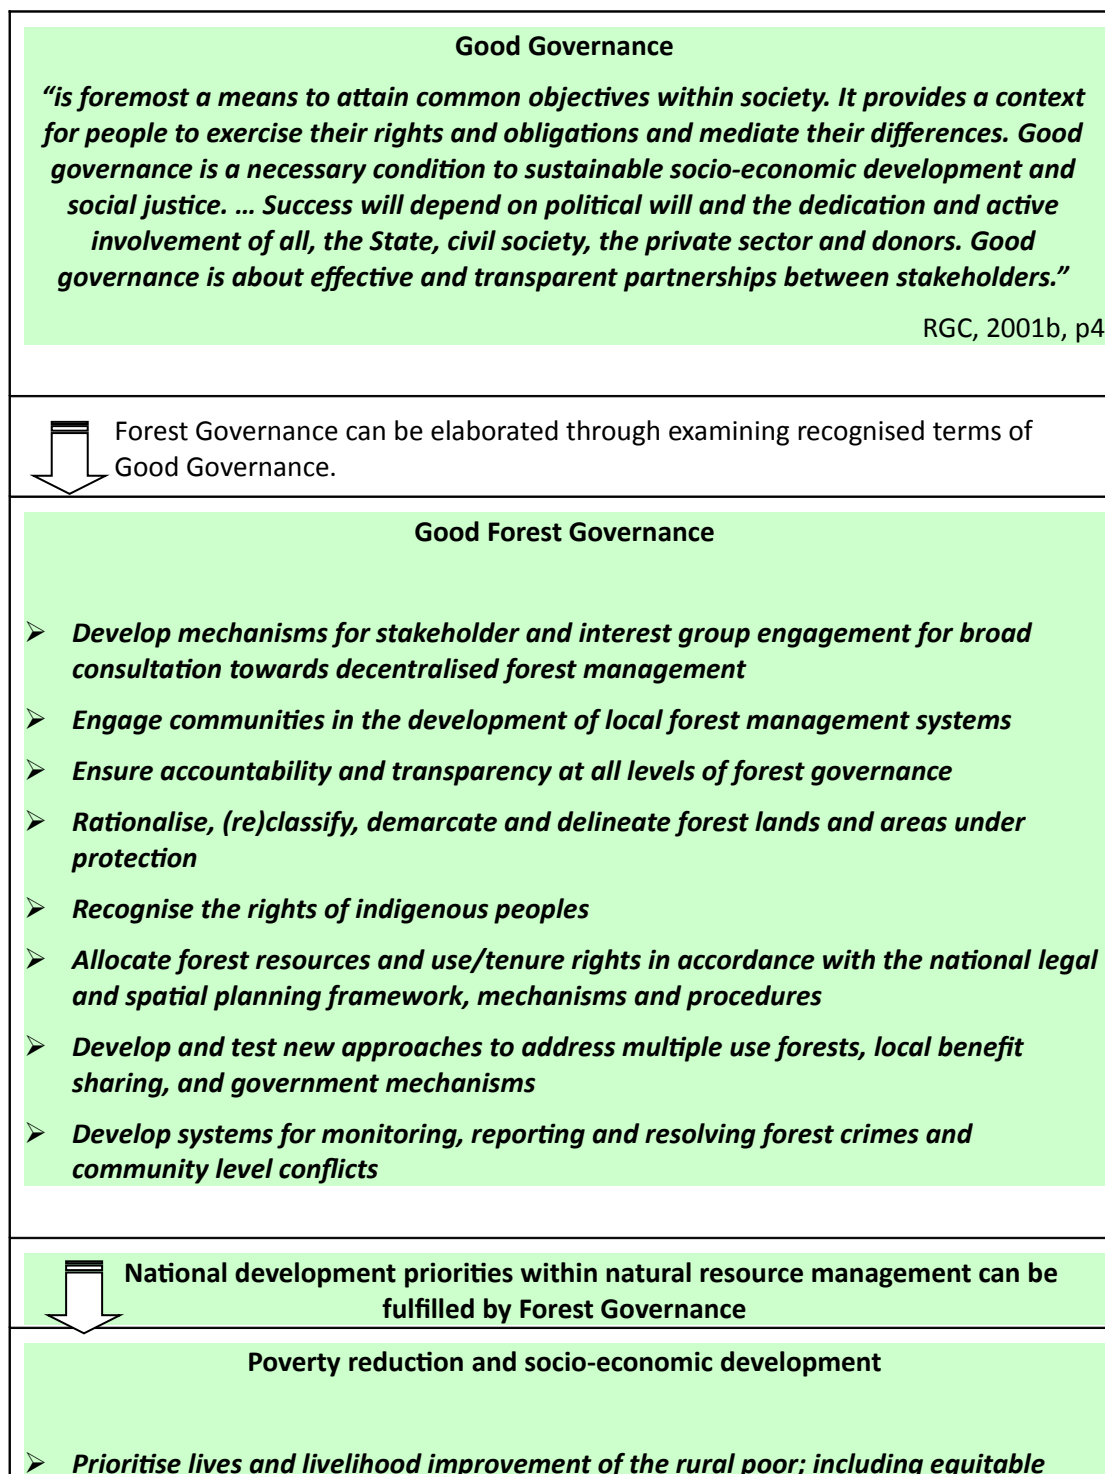 Good Governance
“is foremost a means to attain common objectives within society. It provides a context
for people to exercise their rights and obligations and mediate their differences. Good
governance is a necessary condition to sustainable socio-economic development and
social justice. … Success will depend on political will and the dedication and active
involvement of all, the State, civil society, the private sector and donors. Good
governance is about effective and transparent partnerships between stakeholders.”
RGC, 2001b, p4
Forest Governance can be elaborated through examining recognised terms of
Good Governance.
Good Forest Governance
➢ Develop mechanisms for stakeholder and interest group engagement for broad
consultation towards decentralised forest management
➢ Engage communities in the development of local forest management systems
➢ Ensure accountability and transparency at all levels of forest governance
➢ Rationalise, (re)classify, demarcate and delineate forest lands and areas under
protection
➢ Recognise the rights of indigenous peoples
➢ Allocate forest resources and use/tenure rights in accordance with the national legal
and spatial planning framework, mechanisms and procedures
➢ Develop and test new approaches to address multiple use forests, local benefit
sharing, and government mechanisms
➢ Develop systems for monitoring, reporting and resolving forest crimes and
community level conflicts
National development priorities within natural resource management can be
fulfilled by Forest Governance
Poverty reduction and socio-economic development
➢ Prioritise lives and livelihood improvement of the rural poor; including equitable